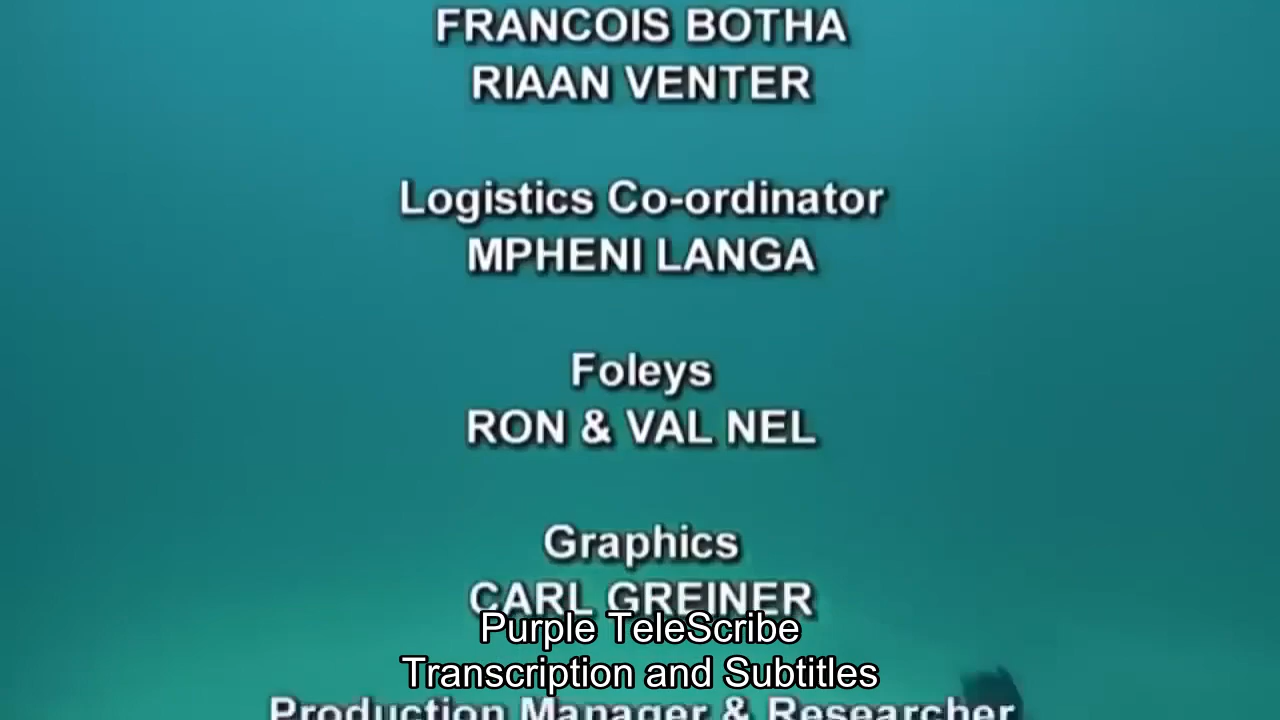 FRANCOIS BOTHA
RIAAN VENTER
Logistics Co-ordinator
MPHENI LANGA
Foleys
RON & VAL NEL
Graphics
CARL GREINER
Purple TeleScribe
Transcription and Subtitles
Production Manager & Researcher